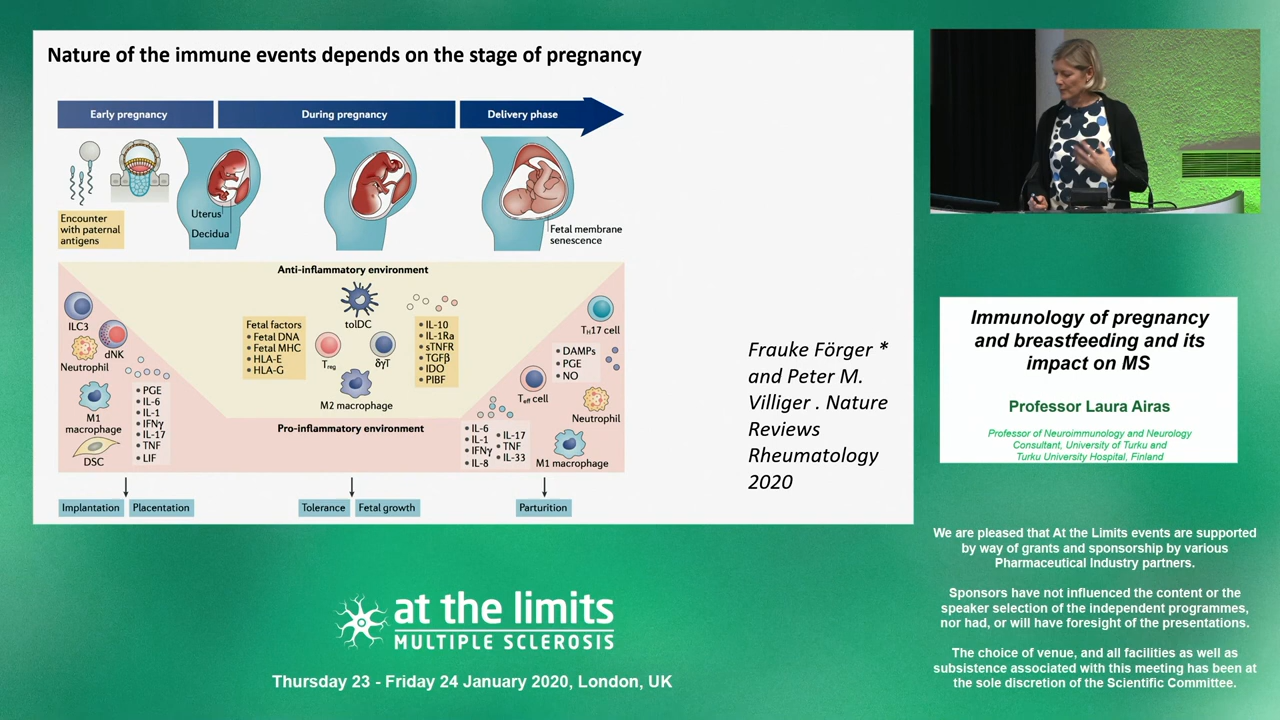 Nature of the immune events depends on the stage of pregnancy
Early pregnancy
During pregnancy
Delivery phase
Encounter
with paternal
antigens
Uterus
Decidua
Fetal membrane
senescence
Anti-inflammatory environment
ILC3
dNK
Neutrophil
M1
macrophage
DSC
• PGE
• IL-6
• IL-1
• IFNγ
• IL-17
• TNF
• LIF
Fetal factors
• Fetal DNA
• Fetal MHC
• HLA-E
• HLA-G
tolDC
Treg
δγT
M2 macrophage
• IL-10
• IL-1Ra
• sTNFR
• TGFβ
• IDO
• PIBF
Pro-inflammatory environment
TH17 cell
• DAMPs
• PGE
• NO
Teff cell
Neutrophil
• IL-6
• IL-1
• IFNγ
• IL-8
• IL-17
• TNF
• IL-33
M1 macrophage
Implantation
Placentation
Tolerance
Fetal growth
Parturition
Frauke Förger *
and Peter M.
Villiger . Nature
Reviews
Rheumatology
2020
Immunology of pregnancy
and breastfeeding and its
impact on MS
Professor Laura Airas
Professor of Neuroimmunology and Neurology
Consultant, University of Turku and
Turku University Hospital, Finland
We are pleased that At the Limits events are supported
by way of grants and sponsorship by various
Pharmaceutical Industry partners.
Sponsors have not influenced the content or the
speaker selection of the independent programmes,
nor had, or will have foresight of the presentations.
The choice of venue, and all facilities as well as
subsistence associated with this meeting has been at
the sole discretion of the Scientific Committee.
at the limits
MULTIPLE SCLEROSIS
Thursday 23 - Friday 24 January 2020, London, UK